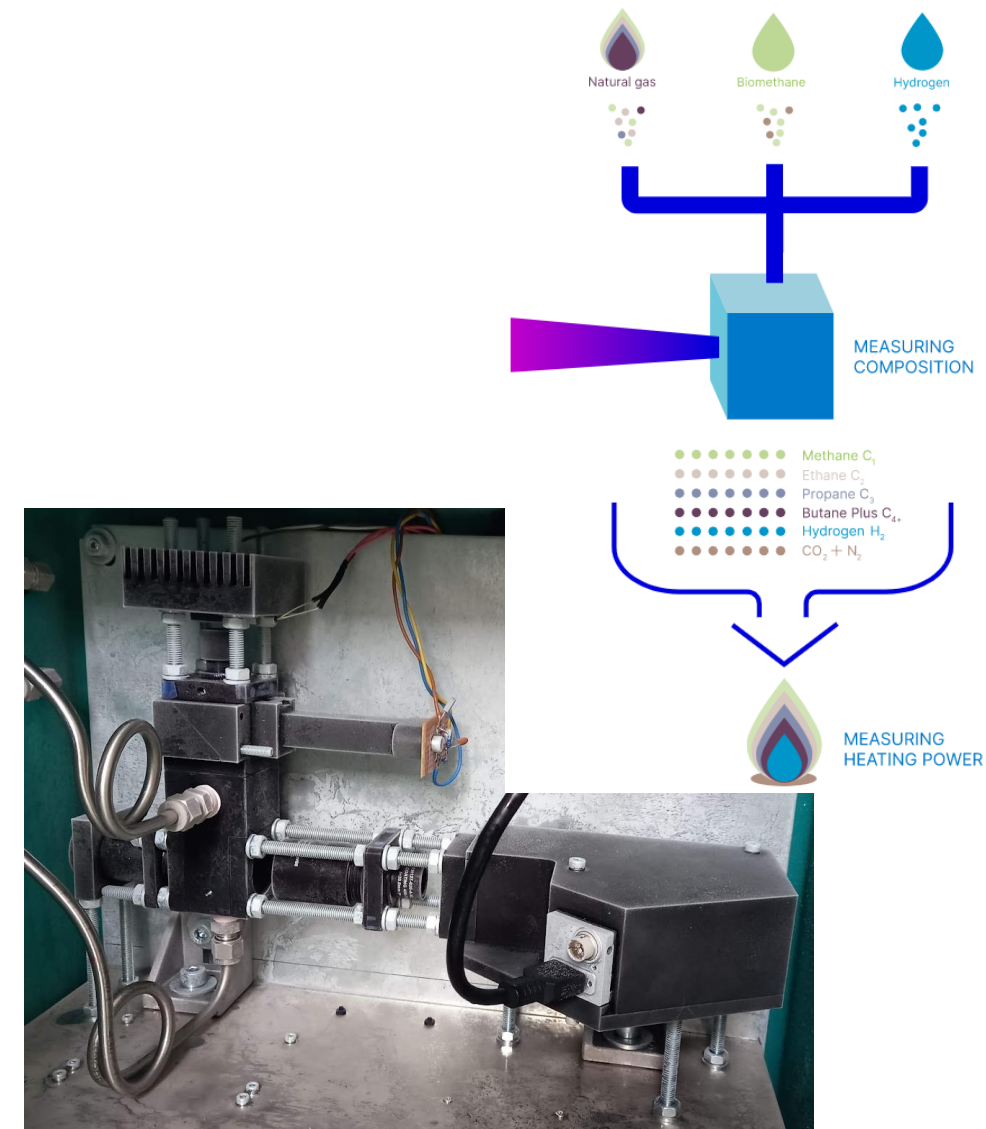 Natural gas
Biomethane
Hydrogen
MEASURING
COMPOSITION
Methane C₁
Ethane C₂
Propane C₃
Butane Plus C₄₊
Hydrogen H₂
CO₂ + N₂
MEASURING
HEATING POWER